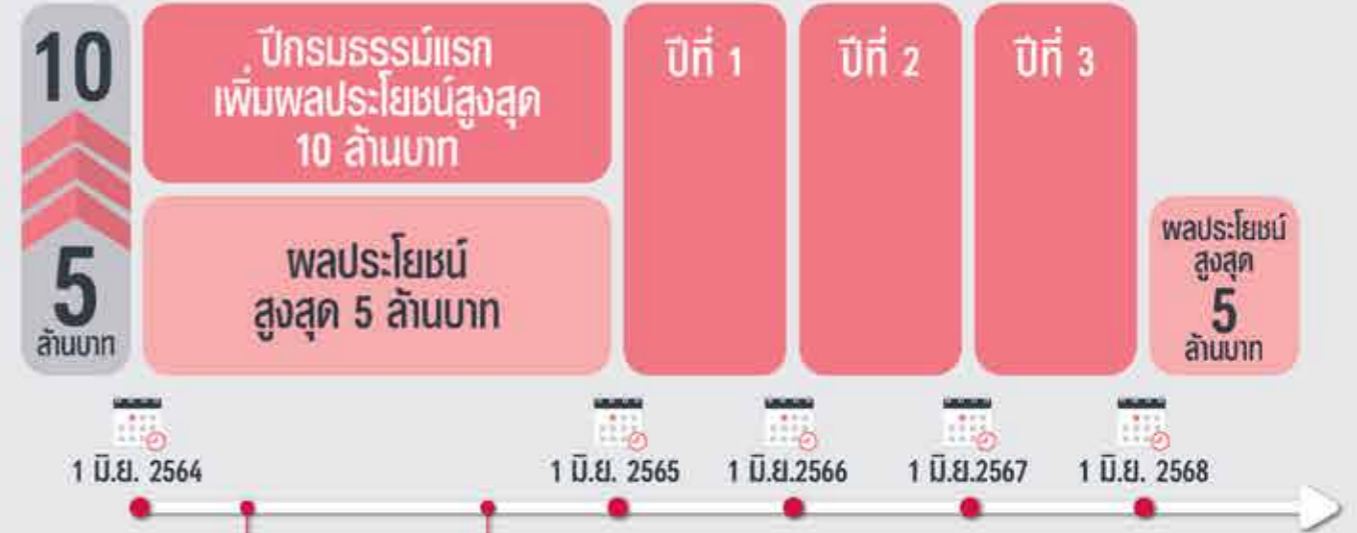 10
5
ล้านบาท
ปีกรมธรรม์แรก
เพิ่มผลประโยชน์สูงสุด
10 ล้านบาท
ผลประโยชน์
สูงสุด 5 ล้านบาท
ปีที่ 1
ปีที่ 2
ปีที่ 3
ผลประโยชน์
สูงสุด
5
ล้านบาท
1 มิ.ย. 2564
1 มิ.ย. 2565
1 มิ.ย.2566
1 มิ.ย.2567
1 มิ.ย. 2568